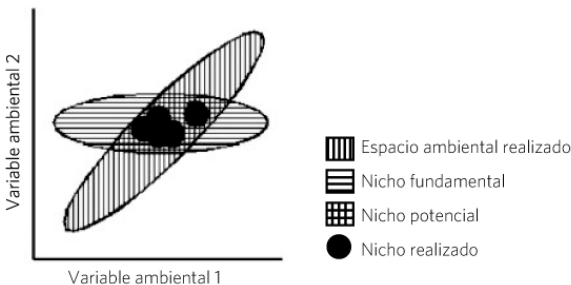 Variable ambiental 2
Espacio ambiental realizado
Nicho fundamental
Nicho potencial
Nicho realizado
Variable ambiental 1